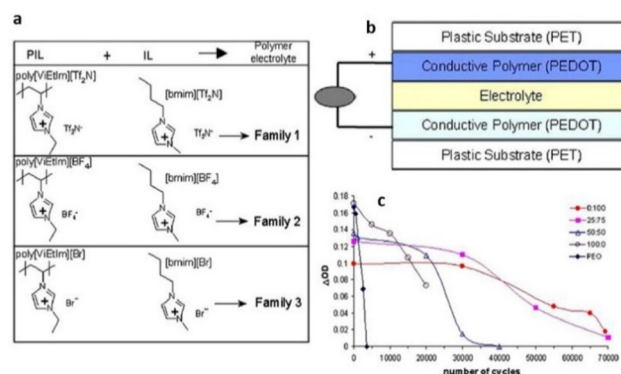 a
PIL + IL Polymer electrolyte
poly[ViEtIm][Tf₂N]
[bmim][Tf₂N]
Tf₂N⁻
Tf₂N⁻
Family 1
poly[ViEtIm][BF₄]
[bmim][BF₄]
BF₄⁻
BF₄⁻
Family 2
poly[ViEtIm][Br]
[bmim][Br]
Br⁻
Br⁻
Family 3
b
Plastic Substrate (PET)
+
Conductive Polymer (PEDOT)
Electrolyte
-
Conductive Polymer (PEDOT)
Plastic Substrate (PET)
c
0.18
0.16
0.14
0.12
0.1
0.08
0.06
0.04
0.02
0
ΔOD
0:100
25:75
50:50
100:0
PEO
0 10000 20000 30000 40000 50000 60000 70000
number of cycles